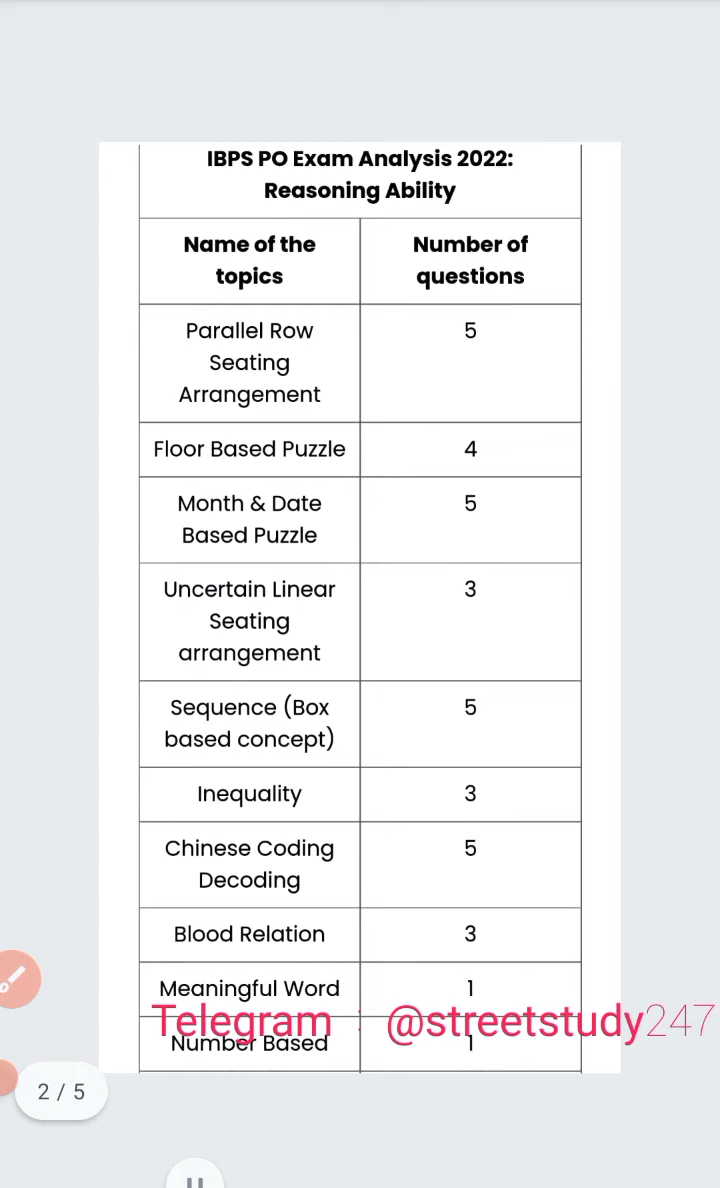 IBPS PO Exam Analysis 2022:
Reasoning Ability
Name of the
topics
Number of
questions
Parallel Row
Seating
Arrangement
5
Floor Based Puzzle
4
Month & Date
Based Puzzle
5
Uncertain Linear
Seating
arrangement
3
Sequence (Box
based concept)
5
Inequality
3
Chinese Coding
Decoding
5
Blood Relation
3
Meaningful Word
1
Telegram : @streetstudy247
Number Based
1
2 / 5